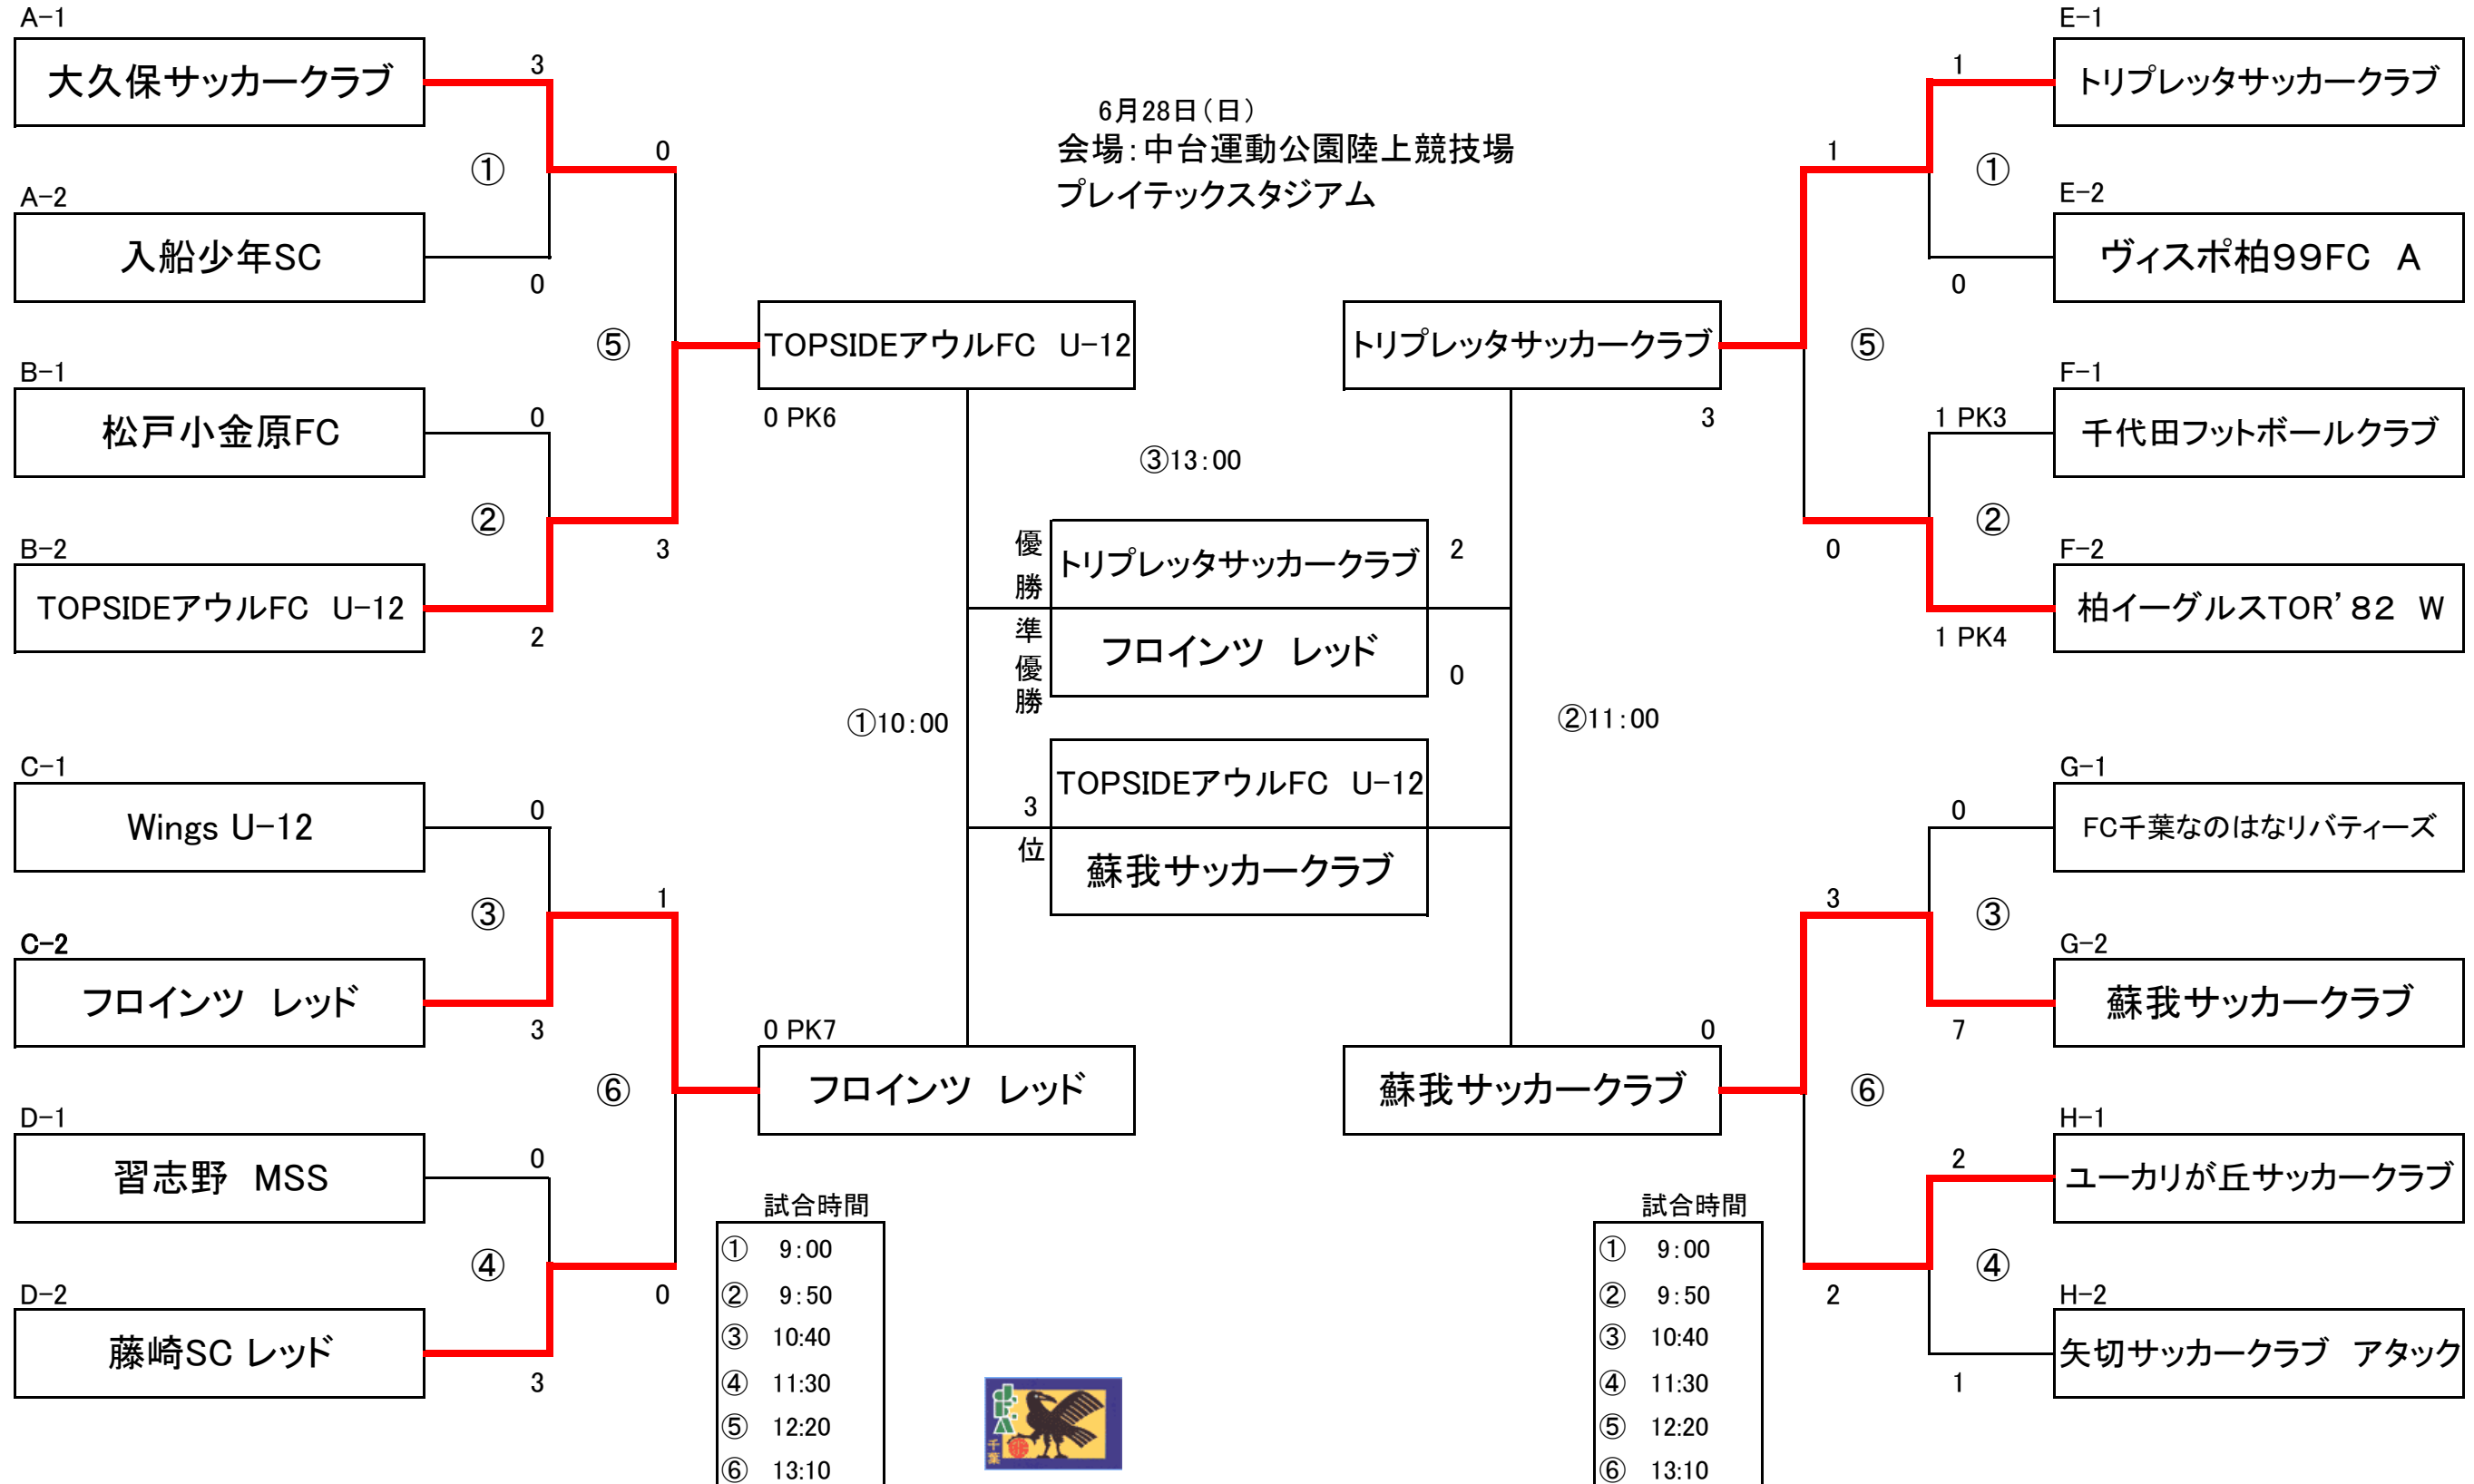 A-1
大久保サッカークラブ
3
①
0
A-2
入船少年SC
0
⑤
B-1
松戸小金原FC
0
②
3
B-2
TOPSIDEアウルFC U-12
2
C-1
Wings U-12
0
③
1
C-2
フロインツ レッド
3
⑥
D-1
習志野 MSS
0
④
0
D-2
藤崎SC レッド
3
6月28日(日)
会場:中台運動公園陸上競技場
プレイテックスタジアム
TOPSIDEアウルFC U-12
0 PK6
①10:00
0 PK7
フロインツ レッド
③13:00
優勝
トリプレッタサッカークラブ
2
準優勝
フロインツ レッド
0
3位
TOPSIDEアウルFC U-12
蘇我サッカークラブ
トリプレッタサッカークラブ
3
②11:00
0
蘇我サッカークラブ
E-1
トリプレッタサッカークラブ
1
①
1
E-2
ヴィスポ柏99FC A
0
⑤
F-1
千代田フットボールクラブ
1 PK3
②
0
F-2
柏イーグルスTOR'82 W
1 PK4
G-1
FC千葉なのはなリバティーズ
0
③
3
G-2
蘇我サッカークラブ
7
⑥
H-1
ユーカリが丘サッカークラブ
2
④
2
H-2
矢切サッカークラブ アタック
1
試合時間
① 9:00
② 9:50
③ 10:40
④ 11:30
⑤ 12:20
⑥ 13:10
試合時間
① 9:00
② 9:50
③ 10:40
④ 11:30
⑤ 12:20
⑥ 13:10
千葉